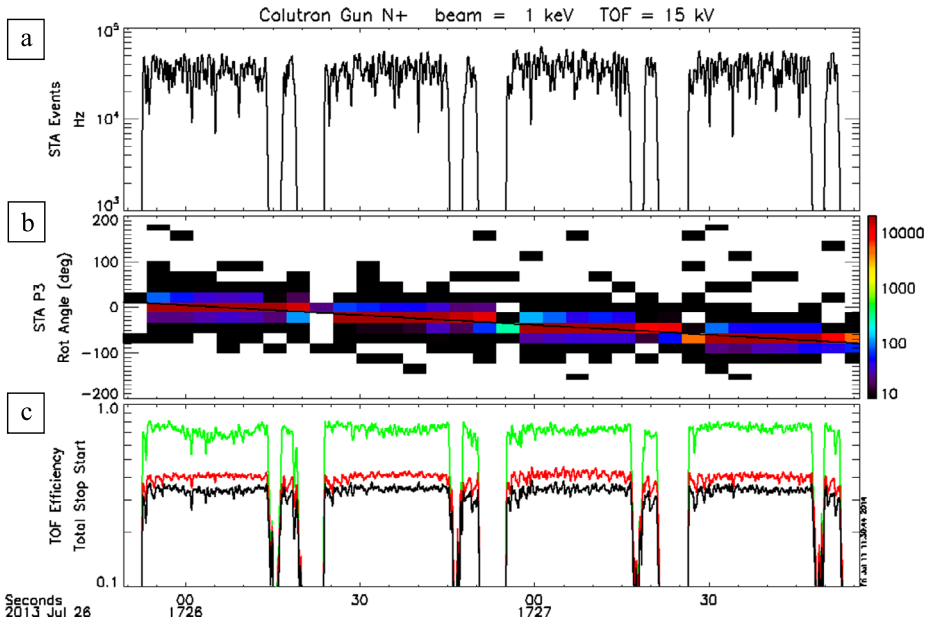 Calutron Gun N+ beam = 1 keV TOF = 15 kV
a
STA Events
Hz
10^5
10^4
10^3
b
STA P3
Rot Angle (deg)
200
100
0
-100
-200
10000
1000
100
10
c
TOF Efficiency
Total Stop Start
1.0
0.1
Seconds
2013 Jul 26
00
1726
30
00
1727
30